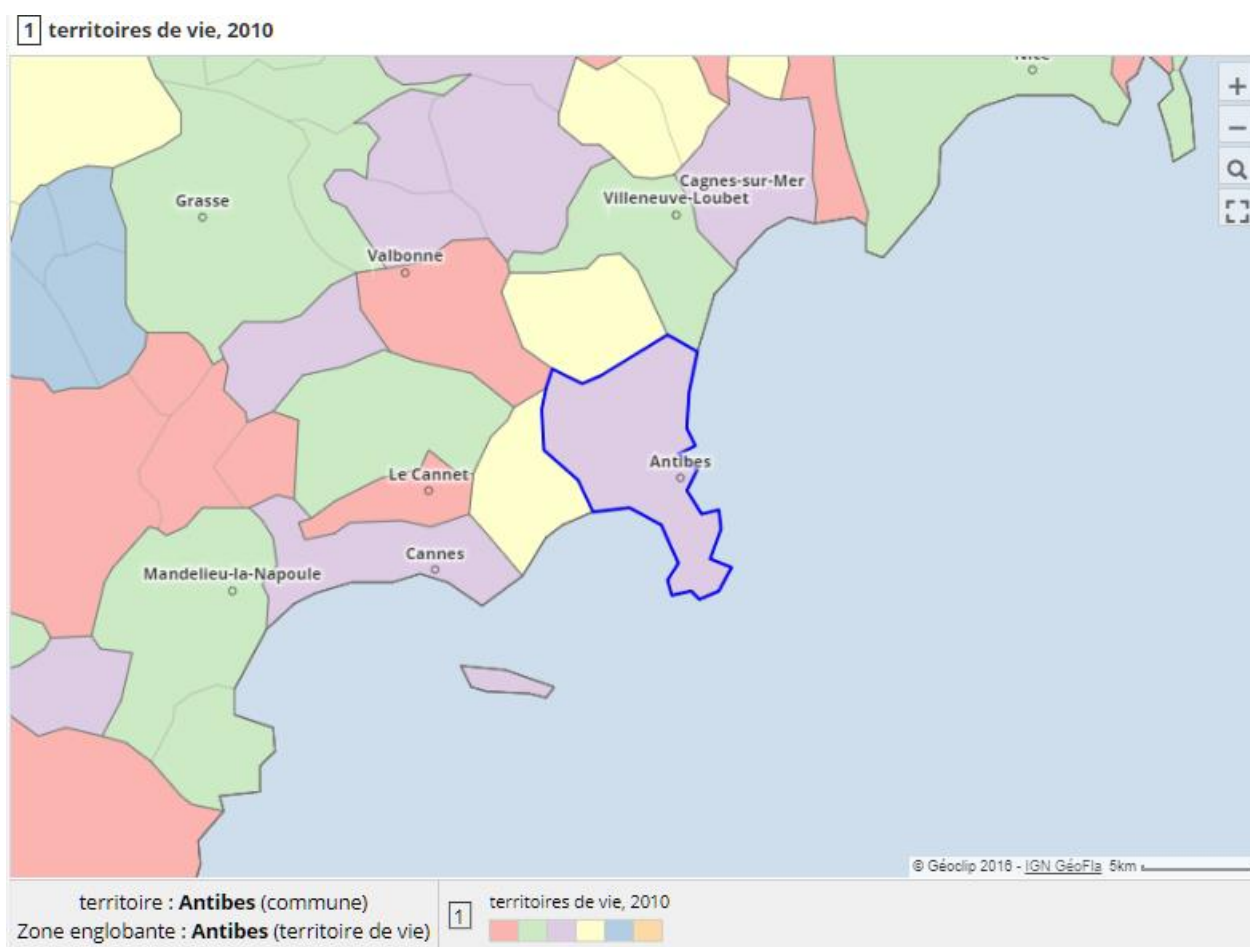 1 territoires de vie, 2010
Nice
Grasse
Cagnes-sur-Mer
Villeneuve-Loubet
Valbonne
Antibes
Le Cannet
Cannes
Mandelieu-la-Napoule
© Géoclip 2016 - IGN GéoFla 5km
territoire : Antibes (commune)
Zone englobante : Antibes (territoire de vie)
1 territoires de vie, 2010